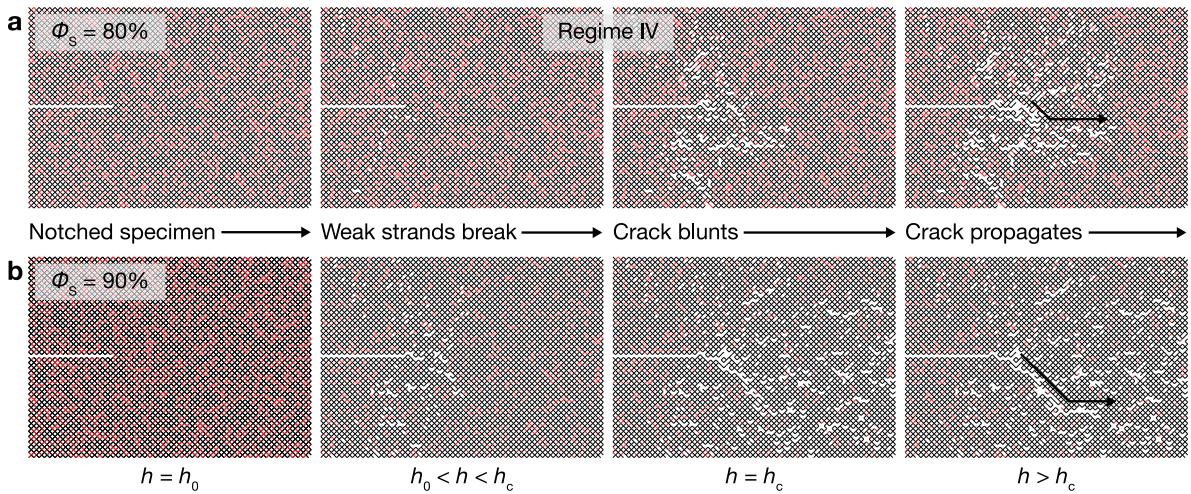 a
Φs = 80%
Regime IV
Notched specimen
Weak strands break
Crack blunts
Crack propagates
b
Φs = 90%
h = h0
h0 < h < hc
h = hc
h > hc